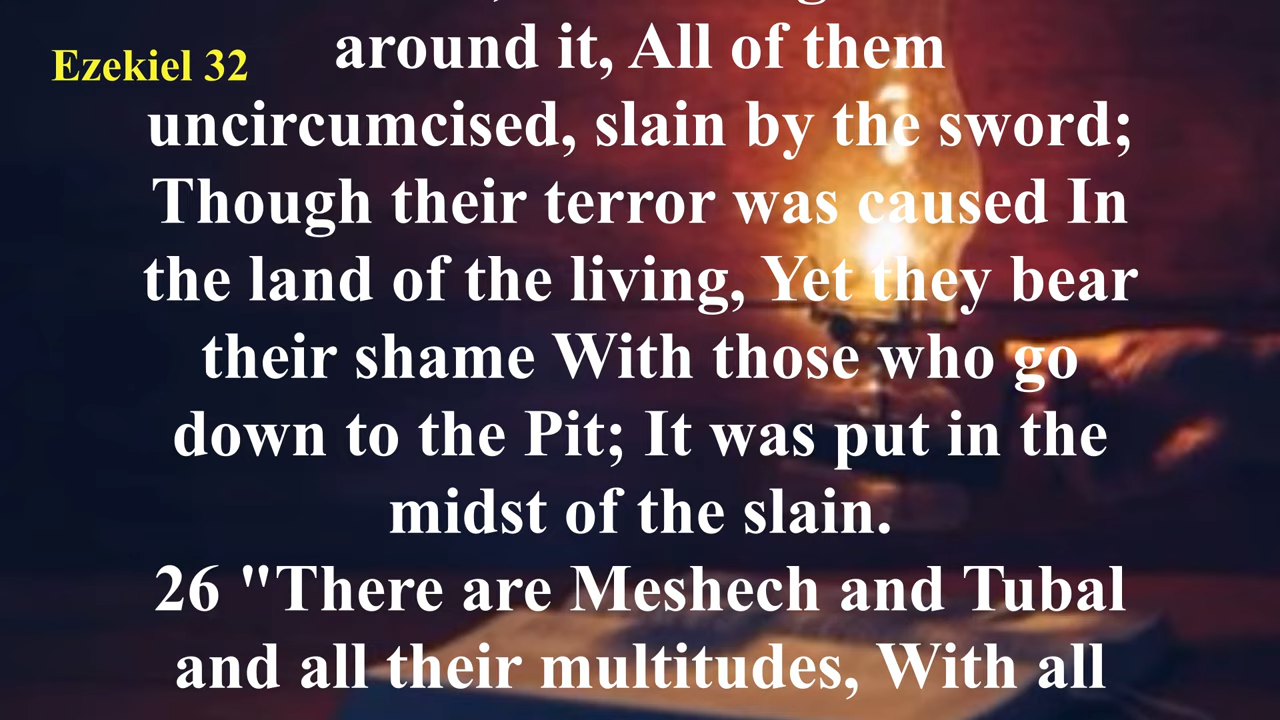 Ezekiel 32
around it, All of them
uncircumcised, slain by the sword;
Though their terror was caused In
the land of the living, Yet they bear
their shame With those who go
down to the Pit; It was put in the
midst of the slain.
26 "There are Meshech and Tubal
and all their multitudes, With all